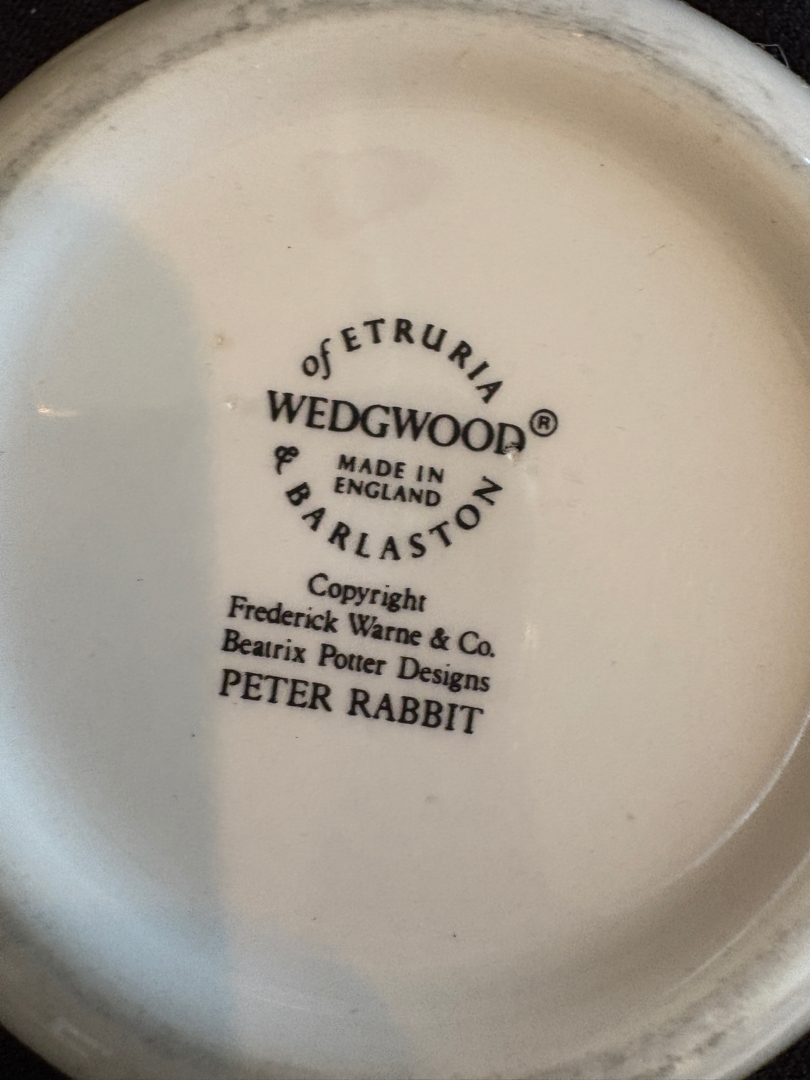 of ETRURIA
WEDGWOOD®
MADE IN
ENGLAND
& BARLASTON
Copyright
Frederick Warne & Co.
Beatrix Potter Designs
PETER RABBIT